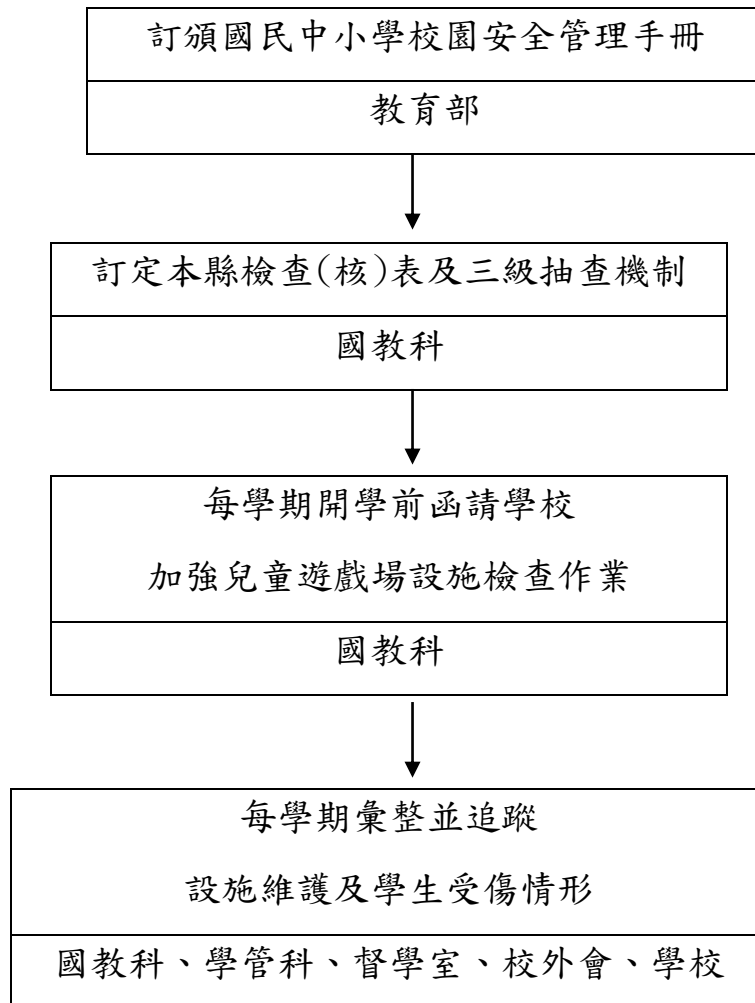 訂頒國民中小學校園安全管理手冊
教育部
訂定本縣檢查(核)表及三級抽查機制
國教科
每學期開學前函請學校
加強兒童遊戲場設施檢查作業
國教科
每學期彙整並追蹤
設施維護及學生受傷情形
國教科、學管科、督學室、校外會、學校